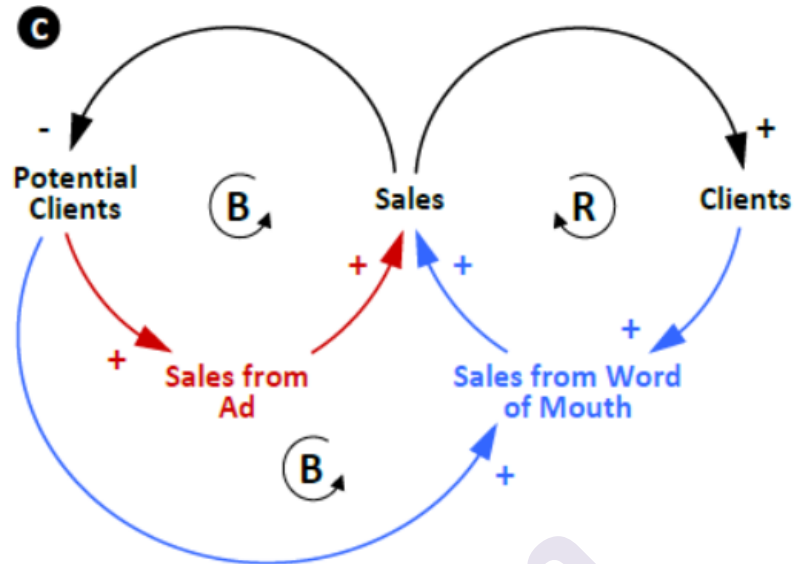 C
-
+
Potential
Clients
B
Sales
R
Clients
+
+
+
+
Sales from
Ad
Sales from Word
of Mouth
B
+